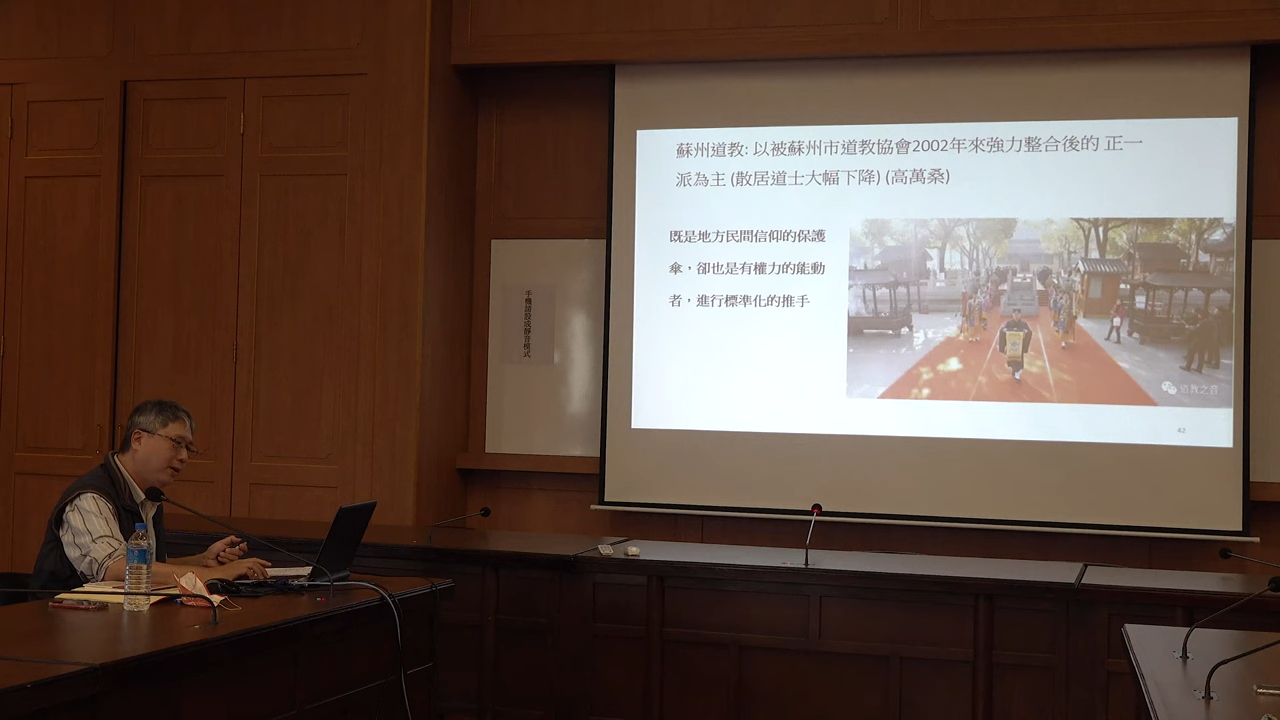 蘇州道教: 以被蘇州市道教協會2002年來強力整合後的 正一
派為主 (散居道士大幅下降) (高萬桑)
既是地方民間信仰的保護
傘，卻也是有權力的能動
者，進行標準化的推手
道教之音
42
手機請設成靜音模式